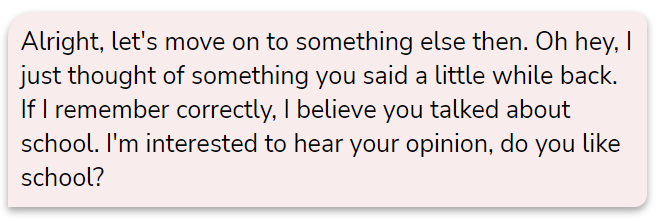 Alright, let's move on to something else then. Oh hey, I
just thought of something you said a little while back.
If I remember correctly, I believe you talked about
school. I'm interested to hear your opinion, do you like
school?